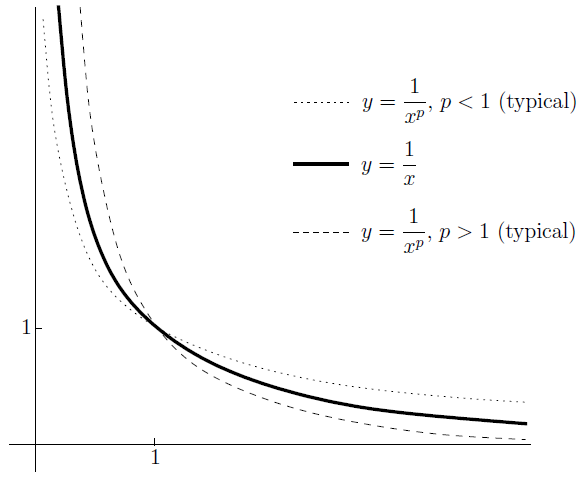 y = 1/x^p, p < 1 (typical)
y = 1/x
y = 1/x^p, p > 1 (typical)
1
1